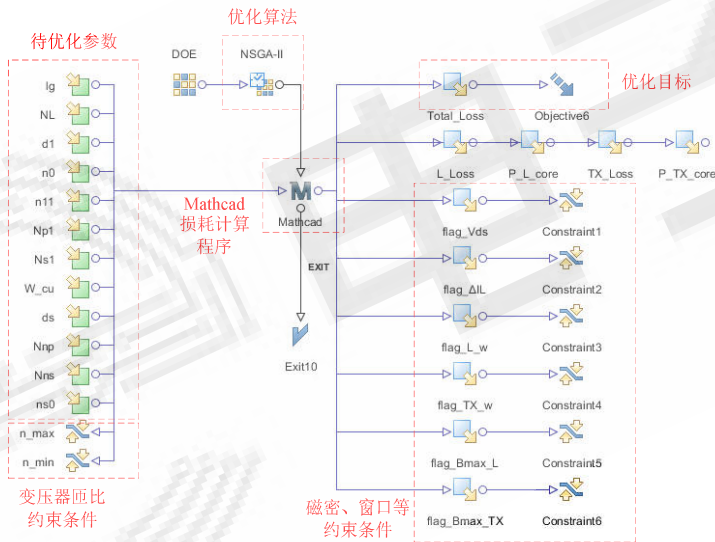 优化算法
待优化参数
DOE
NSGA-II
优化目标
lg
NL
d1
n0
n11
Np1
Ns1
W_cu
ds
Nnp
Nns
ns0
n_max
n_min
变压器匝比
约束条件
Mathcad
损耗计算
程序
M
Mathcad
EXIT
Exit10
Total_Loss
Objective6
L_Loss
P_L_core
TX_Loss
P_TX_core
flag_Vds
Constraint1
flag_ΔIL
Constraint2
flag_L_w
Constraint3
flag_TX_w
Constraint4
flag_Bmax_L
Constraint5
flag_Bmax_TX
Constraint6
磁密、窗口等
约束条件